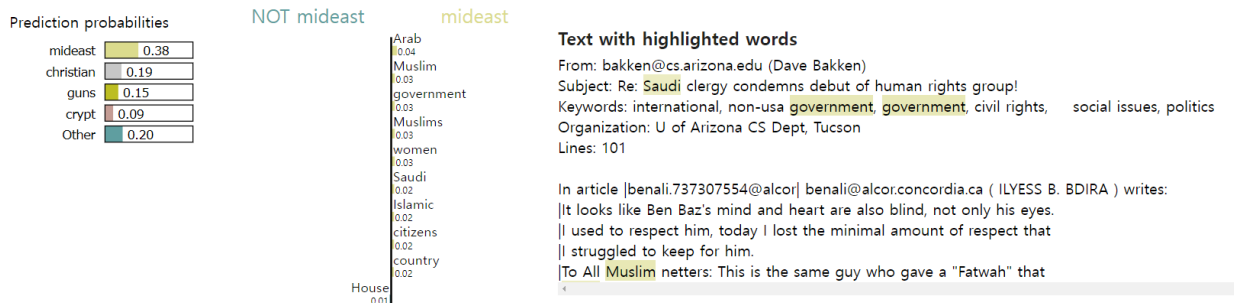 Prediction probabilities
mideast 0.38
christian 0.19
guns 0.15
crypt 0.09
Other 0.20
NOT mideast mideast
Arab
0.04
Muslim
0.03
government
0.03
Muslims
0.03
women
0.03
Saudi
0.02
Islamic
0.02
citizens
0.02
country
0.02
House
0.01
Text with highlighted words
From: bakken@cs.arizona.edu (Dave Bakken)
Subject: Re: Saudi clergy condemns debut of human rights group!
Keywords: international, non-usa government, government, civil rights, social issues, politics
Organization: U of Arizona CS Dept, Tucson
Lines: 101
In article |benali.737307554@alcor| benali@alcor.concordia.ca ( ILYESS B. BDIRA ) writes:
|It looks like Ben Baz's mind and heart are also blind, not only his eyes.
|I used to respect him, today I lost the minimal amount of respect that
|I struggled to keep for him.
|To All Muslim netters: This is the same guy who gave a "Fatwah" that